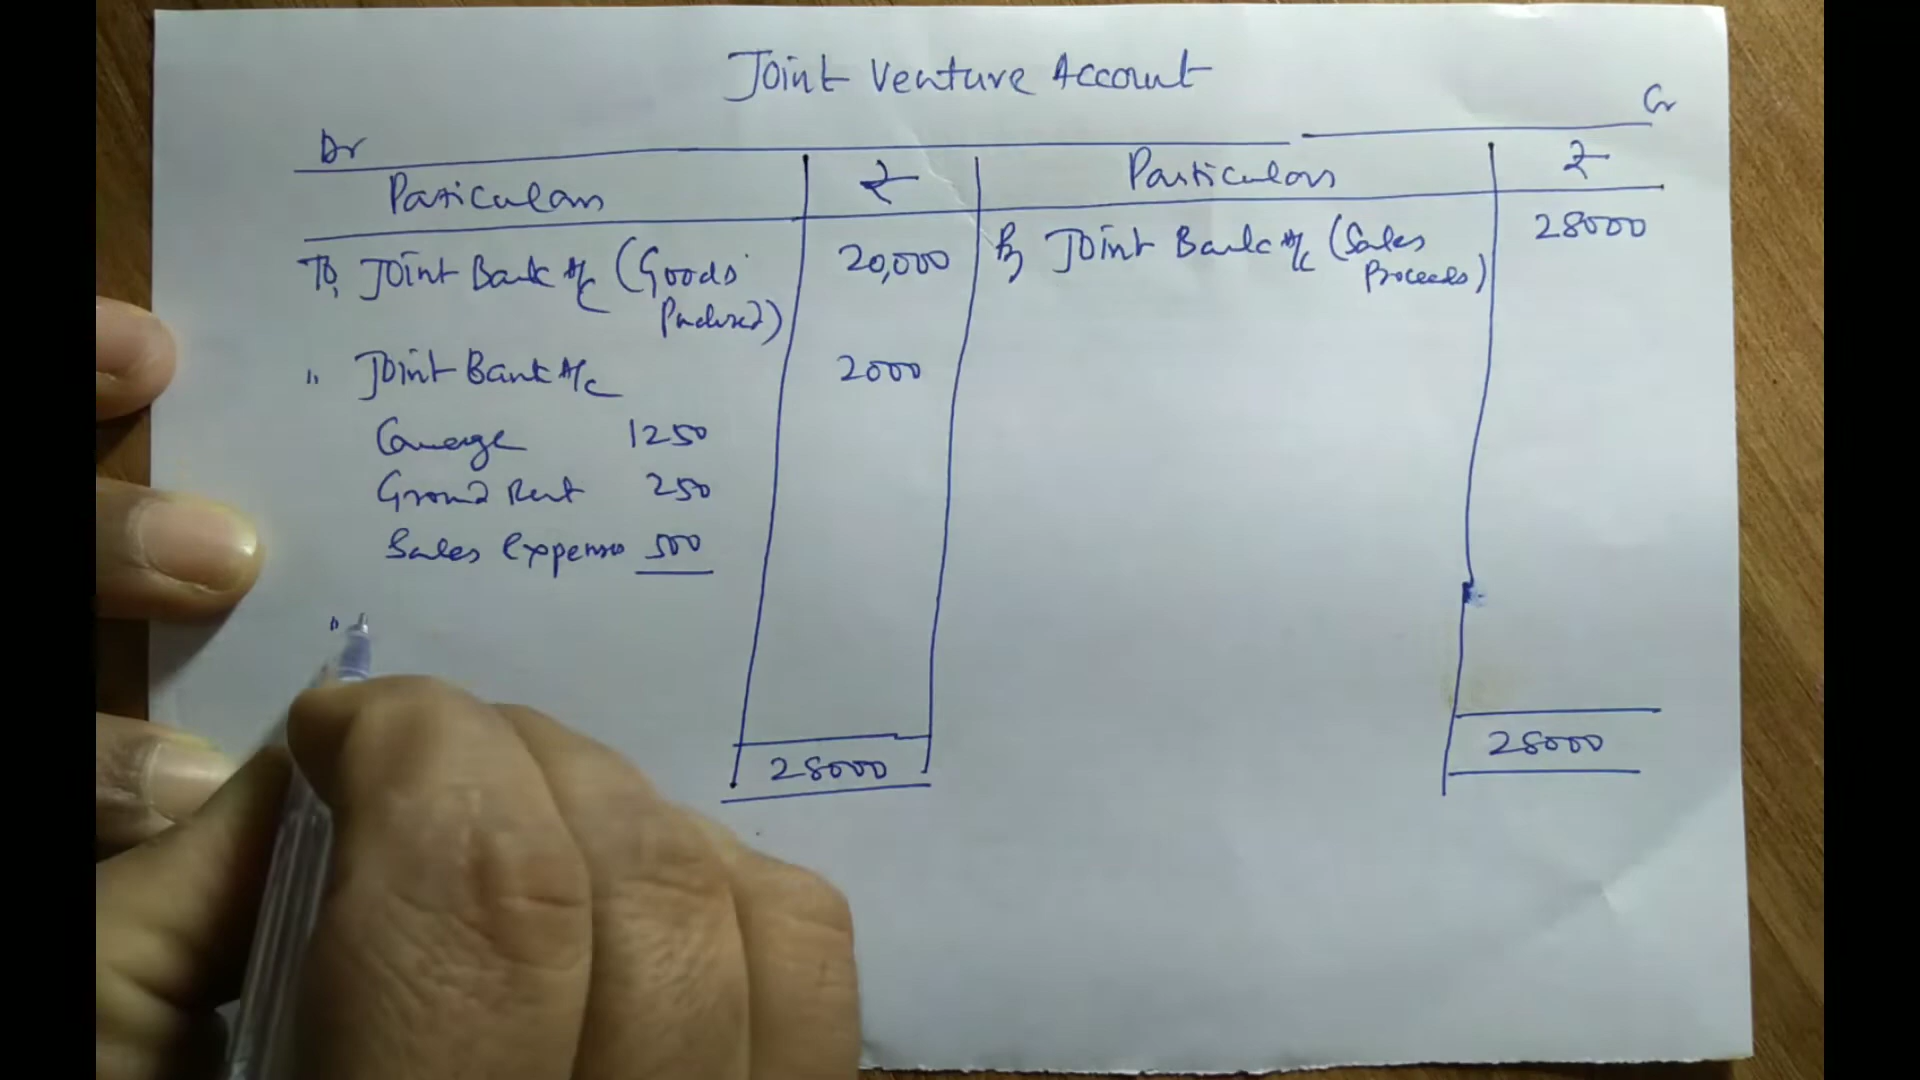 Joint Venture Account
Dr
Cr
Particulars ₹ Particulars ₹
To, Joint Bank A/c (Goods 20,000 By Joint Bank A/c (Sales 28000
Purchased)
Proceeds)
" Joint Bank A/c 2000
Carriage 1250
Ground Rent 250
Sales Expenses 500
"
28000
28000